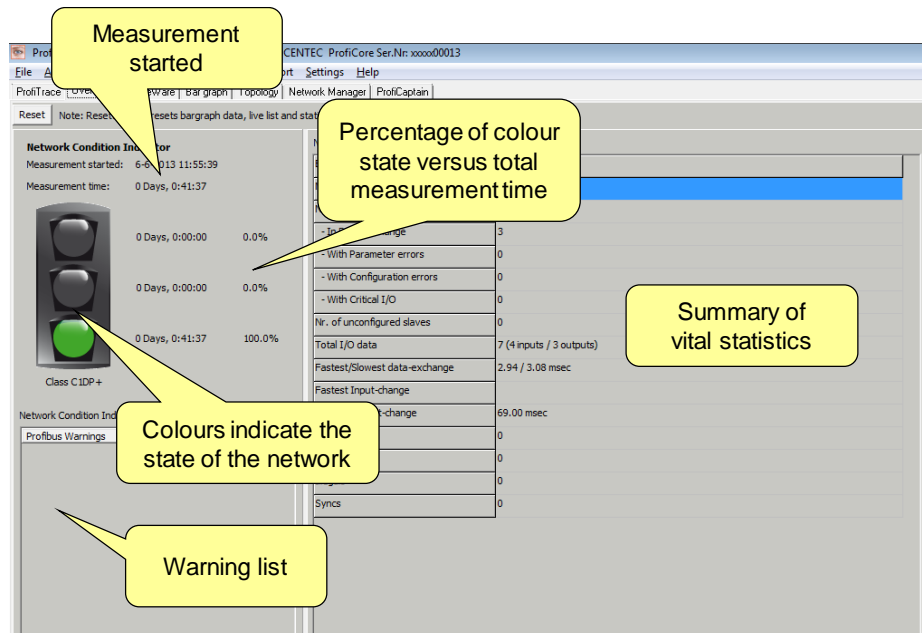 Measurement
started
CENTEC ProfiCore Ser.Nr: xxxxx00013
File
Settings Help
ProfiTrace
Bar graph Topology Network Manager ProfiCaptain
Reset Note: Reset resets bargraph data, live list and
Percentage of colour
state versus total
measurement time
Network Condition
Measurement started: 6-6 013 11:55:39
Measurement time: 0 Days, 0:41:37
0 Days, 0:00:00 0.0%
3
- With Parameter errors 0
- With Configuration errors 0
0 Days, 0:00:00 0.0%
- With Critical I/O 0
Summary of
vital statistics
Nr. of unconfigured slaves 0
0 Days, 0:41:37 100.0%
Total I/O data 7 (4 inputs / 3 outputs)
Fastest/Slowest data-exchange 2.94 / 3.08 msec
Class C1DP+
Fastest Input-change
Network Condition
-change 69.00 msec
Profibus Warnings
Colours indicate the
state of the network
0
0
0
Syncs 0
Warning list